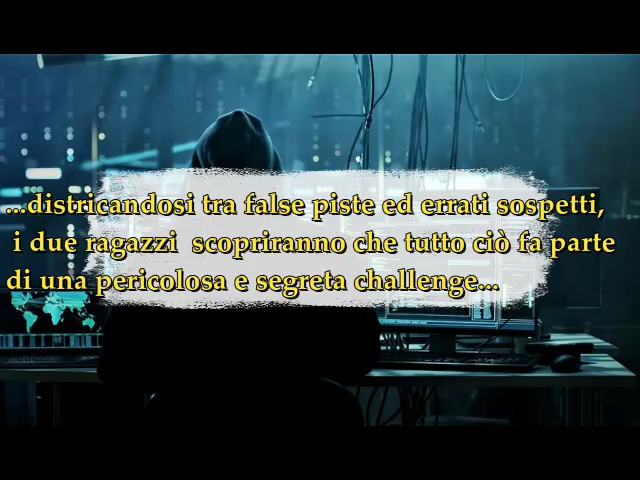 ...districandosi tra false piste ed errati sospetti,
i due ragazzi scopriranno che tutto ciò fa parte
di una pericolosa e segreta challenge...